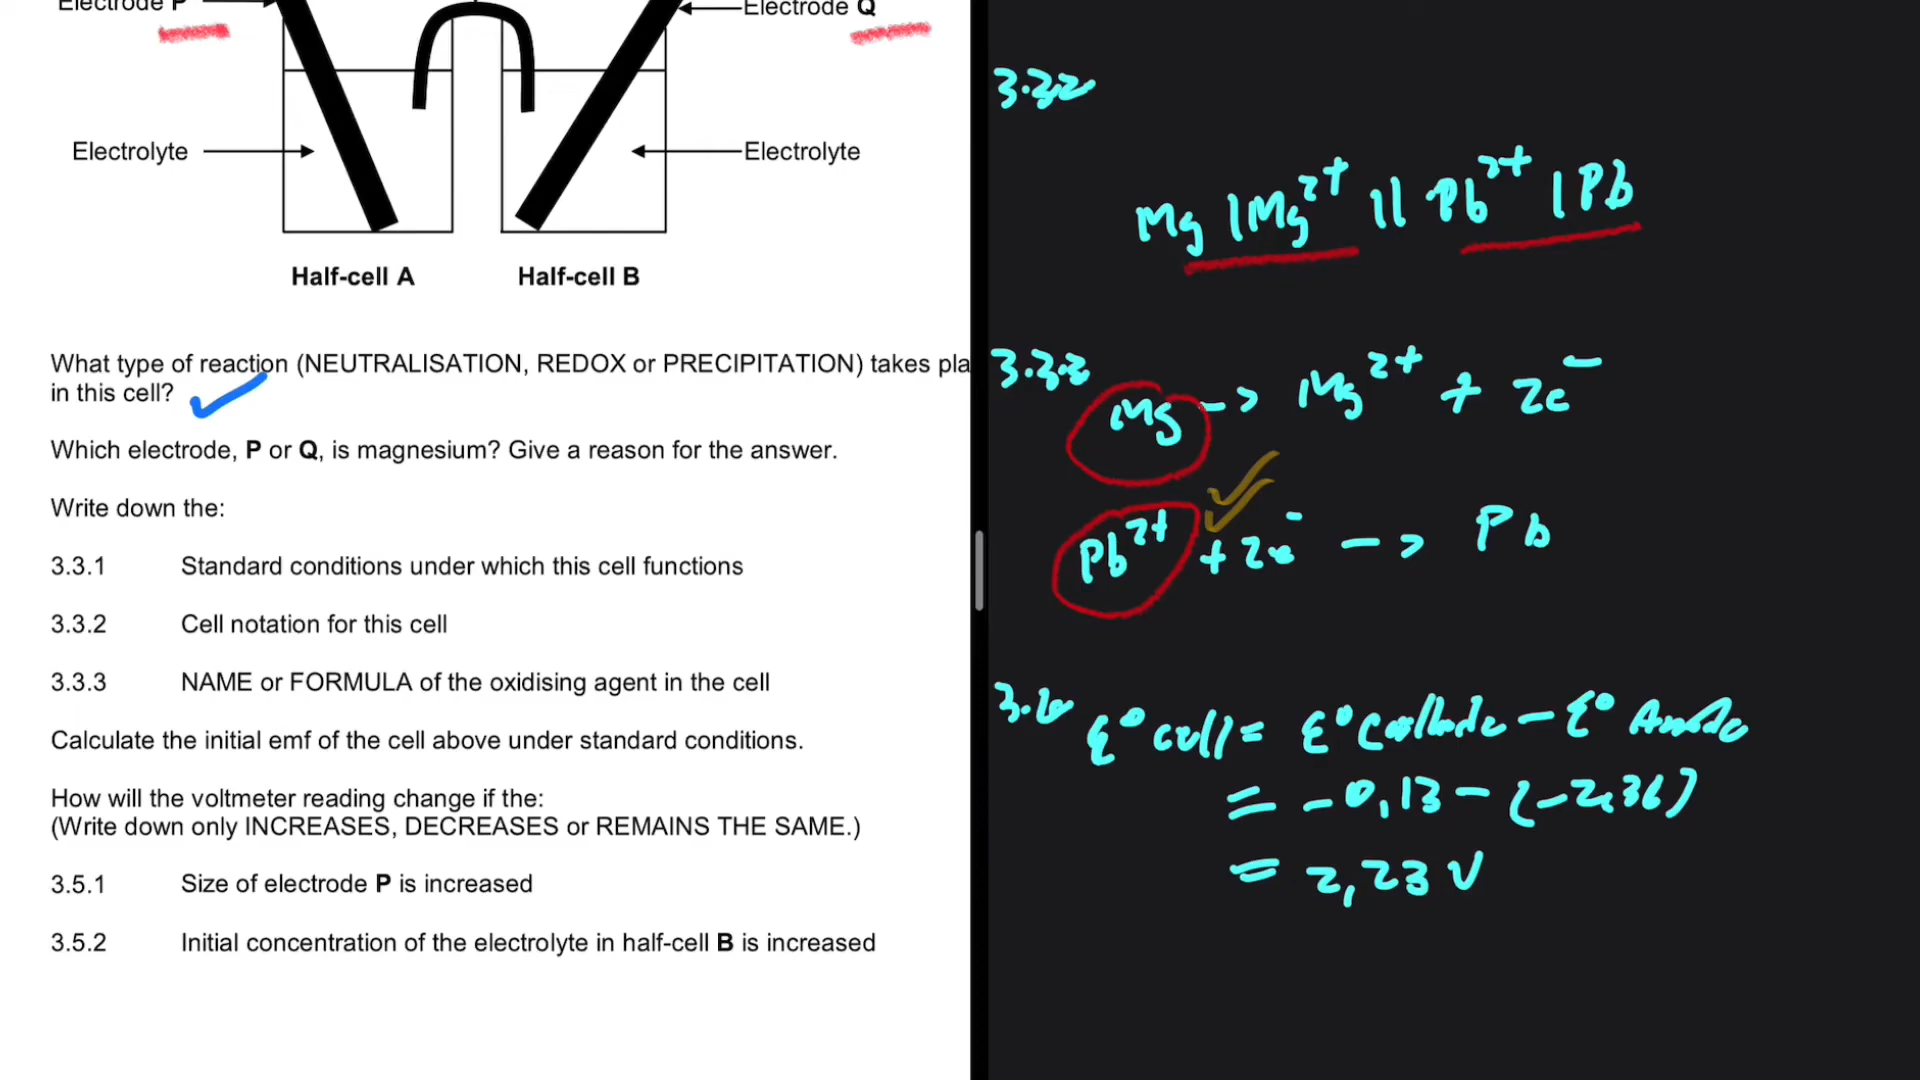 Electrode P
Electrode Q
Electrolyte
Electrolyte
Half-cell A
Half-cell B
What type of reaction (NEUTRALISATION, REDOX or PRECIPITATION) takes pla
in this cell?
Which electrode, P or Q, is magnesium? Give a reason for the answer.
Write down the:
3.3.1 Standard conditions under which this cell functions
3.3.2 Cell notation for this cell
3.3.3 NAME or FORMULA of the oxidising agent in the cell
Calculate the initial emf of the cell above under standard conditions.
How will the voltmeter reading change if the:
(Write down only INCREASES, DECREASES or REMAINS THE SAME.)
3.5.1 Size of electrode P is increased
3.5.2 Initial concentration of the electrolyte in half-cell B is increased
3.3.2
Mg | Mg²⁺ || Pb²⁺ | Pb
Mg -> Mg²⁺ + 2e⁻
Pb²⁺ + 2e⁻ -> Pb
E° cell = E° Cathode - E° Anode
= -0,13 - (-2,36)
= 2,23 V